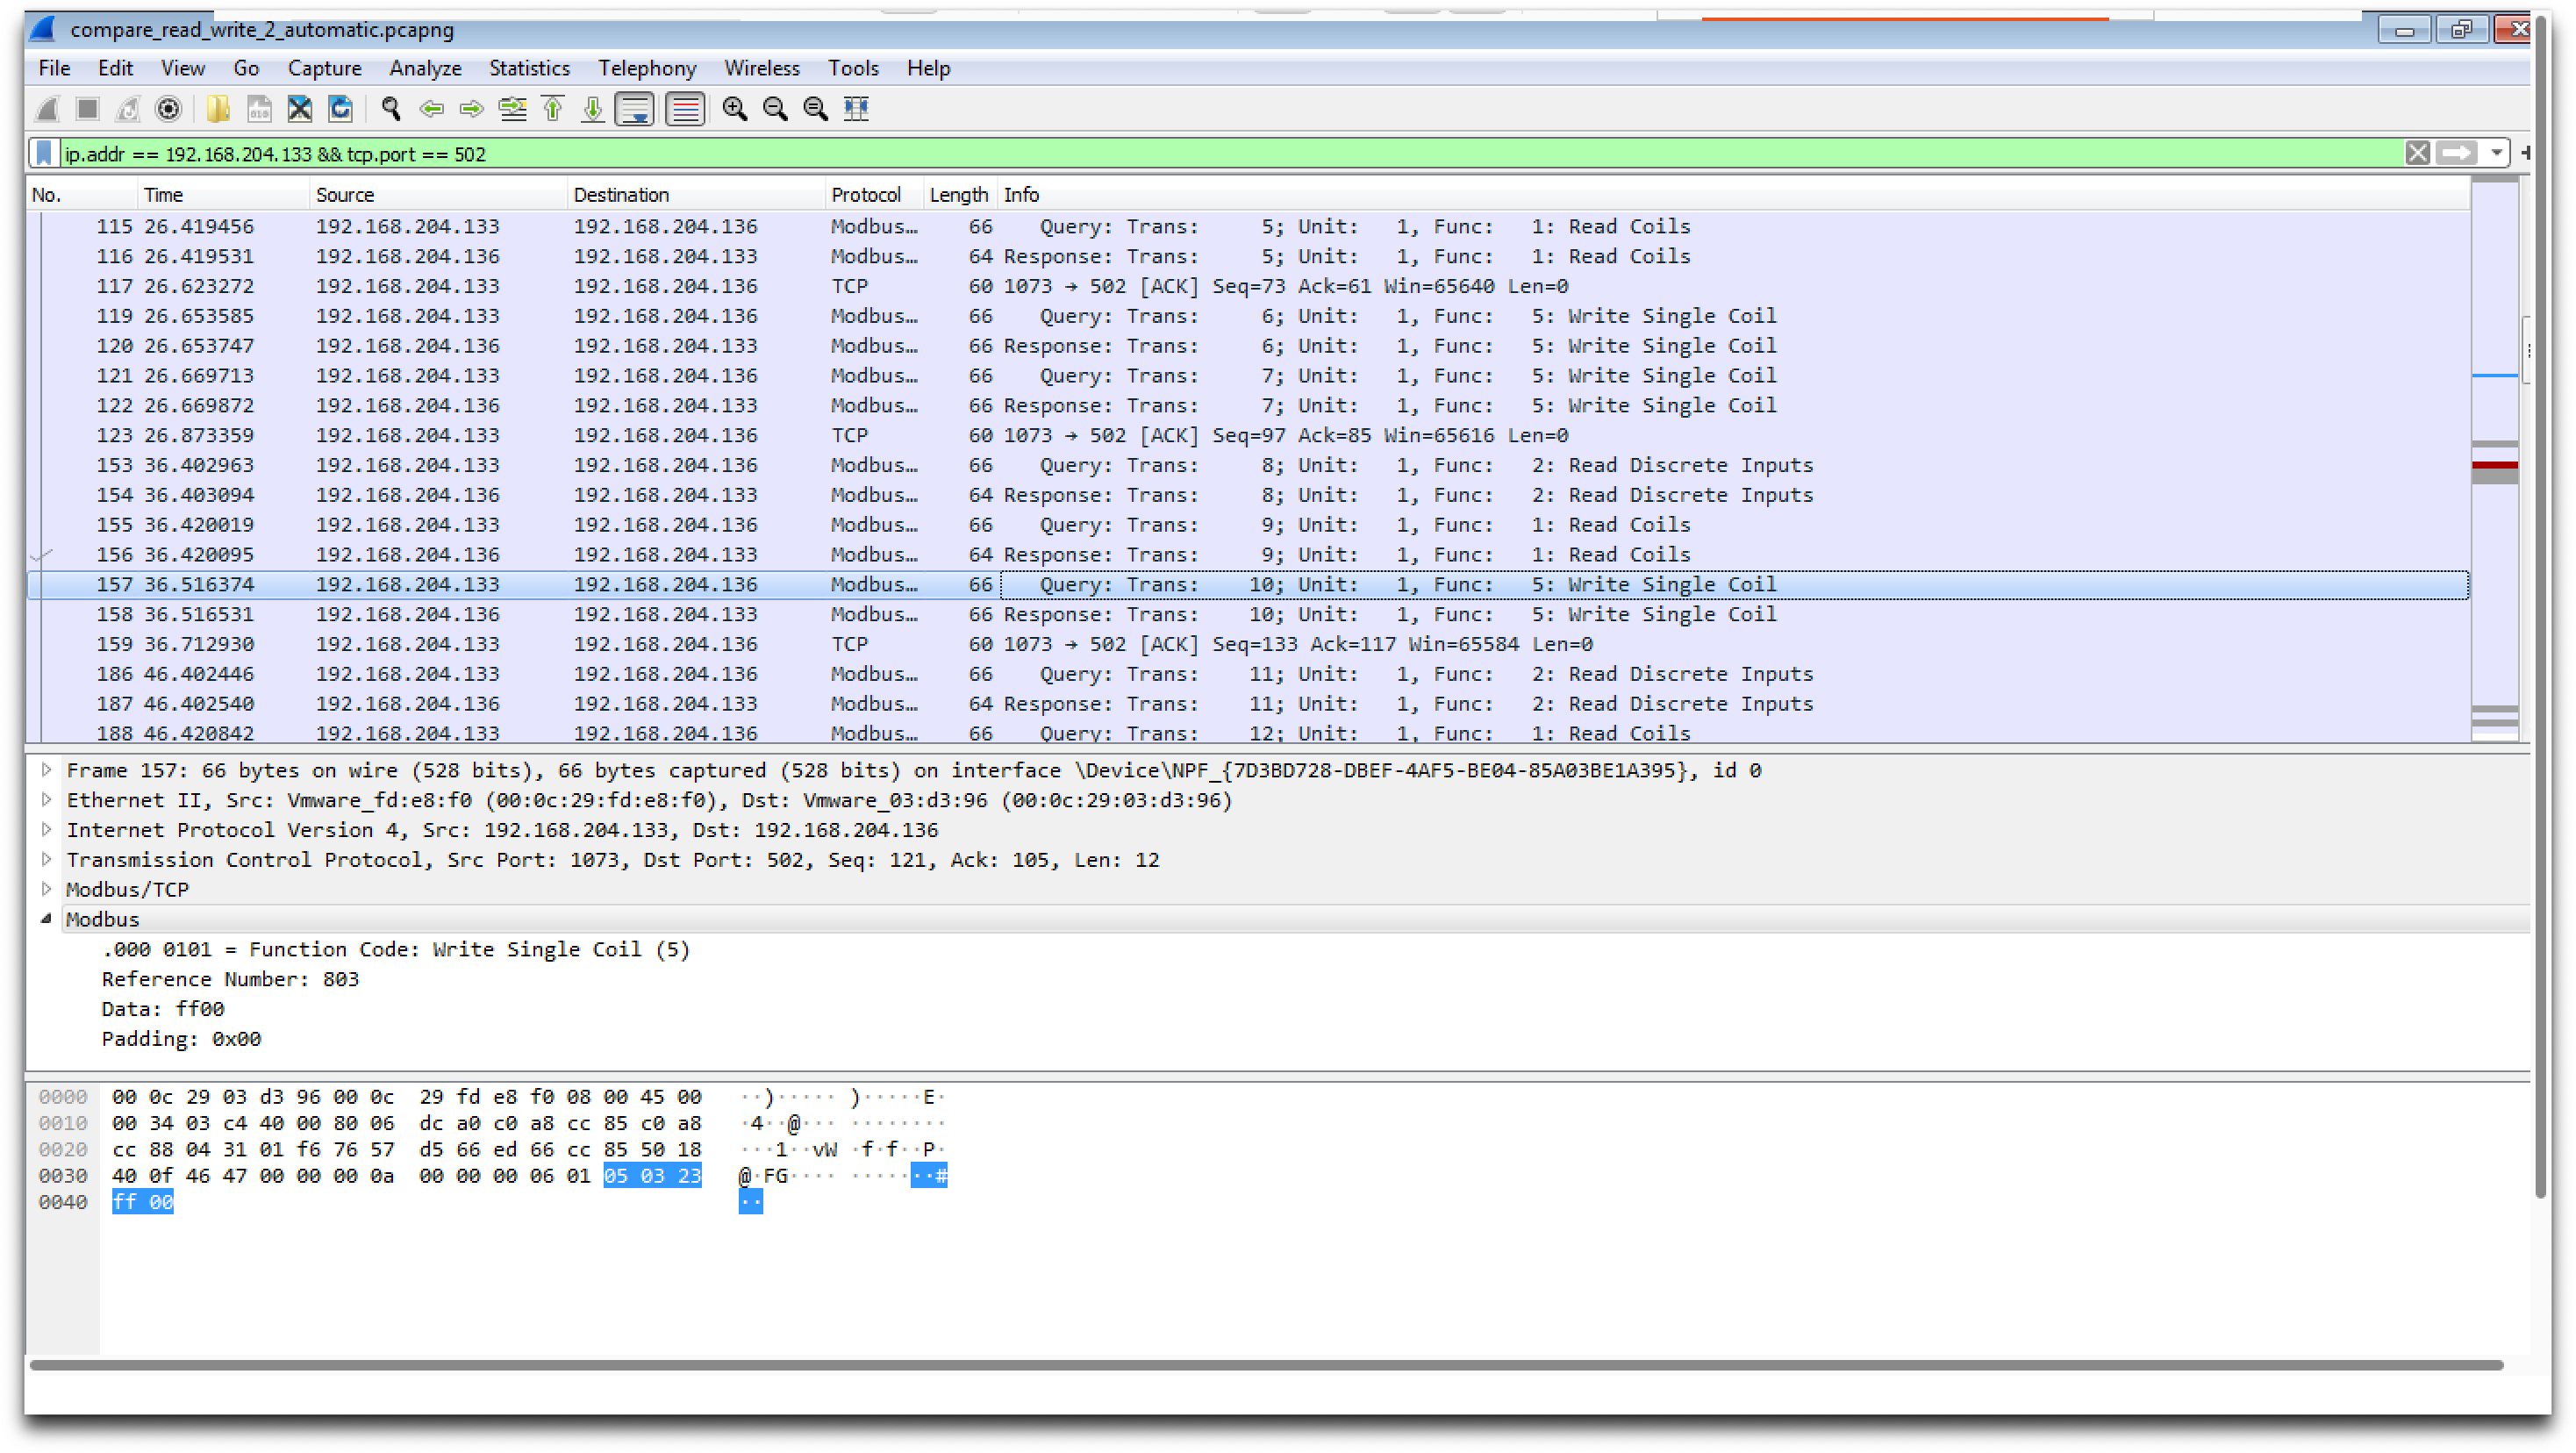 compare_read_write_2_automatic.pcapng
File Edit View Go Capture Analyze Statistics Telephony Wireless Tools Help
ip.addr == 192.168.204.133 && tcp.port == 502
No. Time Source Destination Protocol Length Info
115 26.419456 192.168.204.133 192.168.204.136 Modbus… 66 Query: Trans: 5; Unit: 1, Func: 1: Read Coils
116 26.419531 192.168.204.136 192.168.204.133 Modbus… 64 Response: Trans: 5; Unit: 1, Func: 1: Read Coils
117 26.623272 192.168.204.133 192.168.204.136 TCP 60 1073 → 502 [ACK] Seq=73 Ack=61 Win=65640 Len=0
119 26.653585 192.168.204.133 192.168.204.136 Modbus… 66 Query: Trans: 6; Unit: 1, Func: 5: Write Single Coil
120 26.653747 192.168.204.136 192.168.204.133 Modbus… 66 Response: Trans: 6; Unit: 1, Func: 5: Write Single Coil
121 26.669713 192.168.204.133 192.168.204.136 Modbus… 66 Query: Trans: 7; Unit: 1, Func: 5: Write Single Coil
122 26.669872 192.168.204.136 192.168.204.133 Modbus… 66 Response: Trans: 7; Unit: 1, Func: 5: Write Single Coil
123 26.873359 192.168.204.133 192.168.204.136 TCP 60 1073 → 502 [ACK] Seq=97 Ack=85 Win=65616 Len=0
153 36.402963 192.168.204.133 192.168.204.136 Modbus… 66 Query: Trans: 8; Unit: 1, Func: 2: Read Discrete Inputs
154 36.403094 192.168.204.136 192.168.204.133 Modbus… 64 Response: Trans: 8; Unit: 1, Func: 2: Read Discrete Inputs
155 36.420019 192.168.204.133 192.168.204.136 Modbus… 66 Query: Trans: 9; Unit: 1, Func: 1: Read Coils
156 36.420095 192.168.204.136 192.168.204.133 Modbus… 64 Response: Trans: 9; Unit: 1, Func: 1: Read Coils
157 36.516374 192.168.204.133 192.168.204.136 Modbus… 66 Query: Trans: 10; Unit: 1, Func: 5: Write Single Coil
158 36.516531 192.168.204.136 192.168.204.133 Modbus… 66 Response: Trans: 10; Unit: 1, Func: 5: Write Single Coil
159 36.712930 192.168.204.133 192.168.204.136 TCP 60 1073 → 502 [ACK] Seq=133 Ack=117 Win=65584 Len=0
186 46.402446 192.168.204.133 192.168.204.136 Modbus… 66 Query: Trans: 11; Unit: 1, Func: 2: Read Discrete Inputs
187 46.402540 192.168.204.136 192.168.204.133 Modbus… 64 Response: Trans: 11; Unit: 1, Func: 2: Read Discrete Inputs
188 46.420842 192.168.204.133 192.168.204.136 Modbus… 66 Query: Trans: 12; Unit: 1, Func: 1: Read Coils
Frame 157: 66 bytes on wire (528 bits), 66 bytes captured (528 bits) on interface \Device\NPF_{7D3BD728-DBEF-4AF5-BE04-85A03BE1A395}, id 0
Ethernet II, Src: Vmware_fd:e8:f0 (00:0c:29:fd:e8:f0), Dst: Vmware_03:d3:96 (00:0c:29:03:d3:96)
Internet Protocol Version 4, Src: 192.168.204.133, Dst: 192.168.204.136
Transmission Control Protocol, Src Port: 1073, Dst Port: 502, Seq: 121, Ack: 105, Len: 12
Modbus/TCP
Modbus
.000 0101 = Function Code: Write Single Coil (5)
Reference Number: 803
Data: ff00
Padding: 0x00
0000 00 0c 29 03 d3 96 00 0c 29 fd e8 f0 08 00 45 00 ··)····· )·····E·
0010 00 34 03 c4 40 00 80 06 dc a0 c0 a8 cc 85 c0 a8 ·4··@··· ········
0020 cc 88 04 31 01 f6 76 57 d5 66 ed 66 cc 85 50 18 ···1··vW ·f·f··P·
0030 40 0f 46 47 00 00 00 0a 00 00 00 06 01 05 03 23 @·FG···· ·······#
0040 ff 00 ··